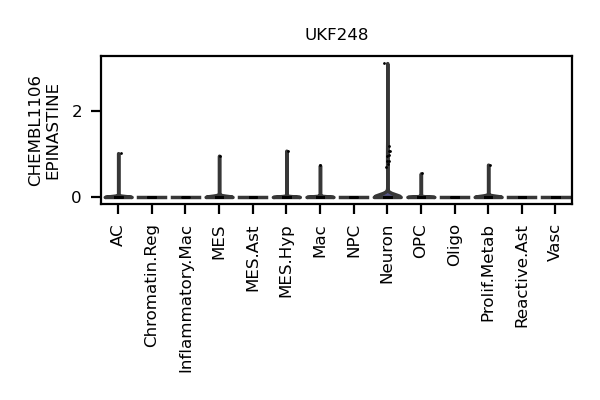 UKF248
CHEMBL1106
EPINASTINE
2
0
AC
Chromatin.Reg
Inflammatory.Mac
MES
MES.Ast
MES.Hyp
Mac
NPC
Neuron
OPC
Oligo
Prolif.Metab
Reactive.Ast
Vasc